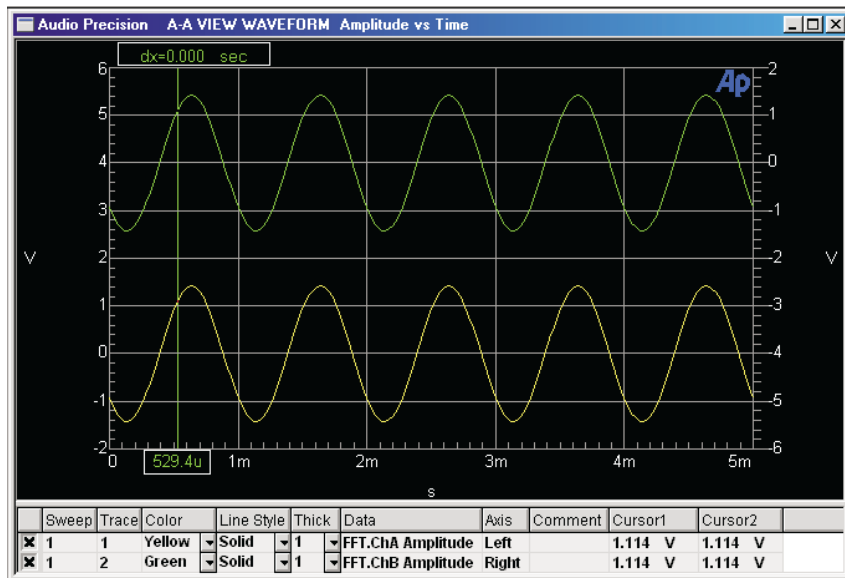 Audio Precision A-A VIEW WAVEFORM Amplitude vs Time
dx=0.000 sec
Ap
6
5
4
3
2
1
0
-1
-2
V
2
1
0
-1
-2
-3
-4
-5
-6
V
0 529.4u 1m 2m 3m 4m 5m
s
Sweep Trace Color Line Style Thick Data Axis Comment Cursor1 Cursor2
1 1 Yellow Solid 1 FFT.ChA Amplitude Left 1.114 V 1.114 V
1 2 Green Solid 1 FFT.ChB Amplitude Right 1.114 V 1.114 V